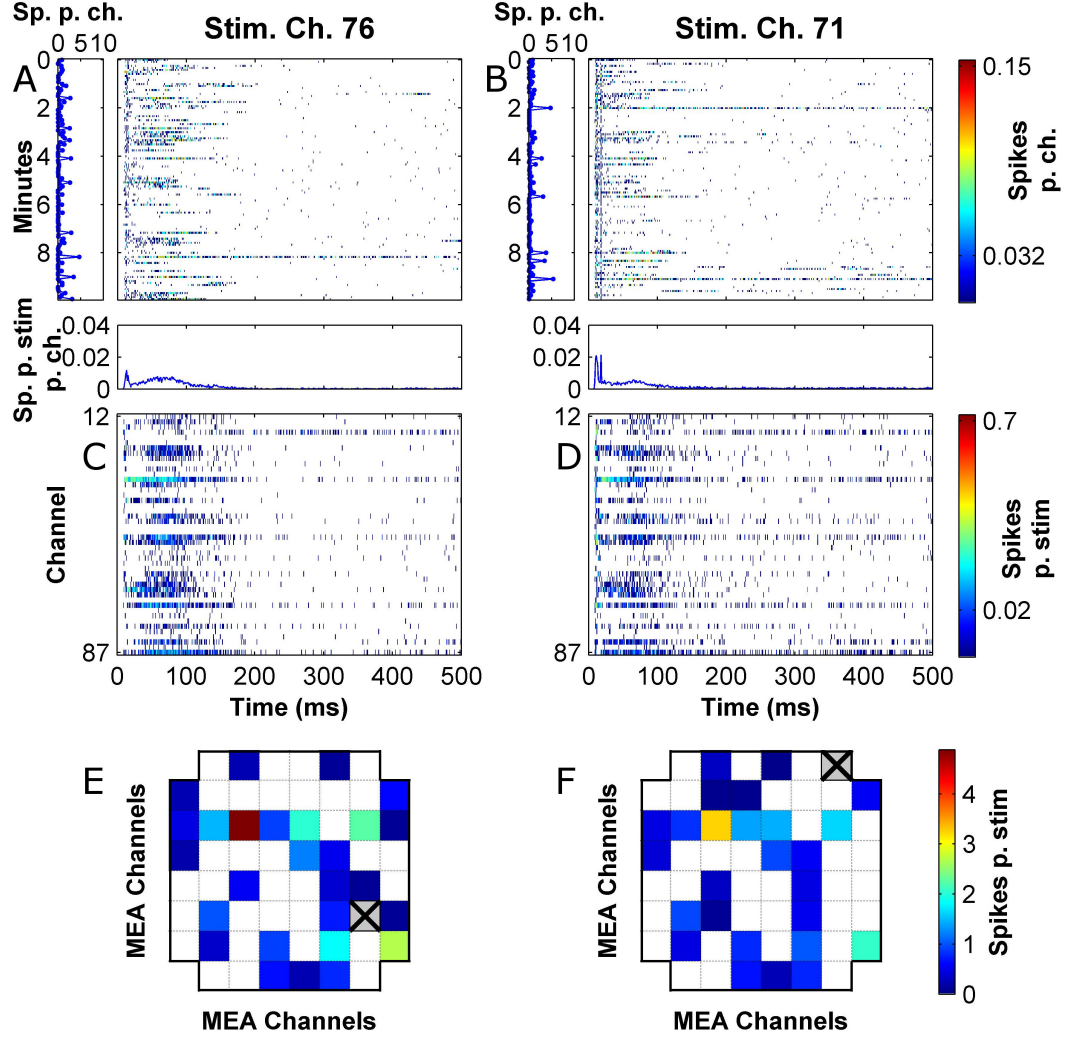 Sp. p. ch.
0 5 10
Stim. Ch. 76
Sp. p. ch.
0 5 10
Stim. Ch. 71
A
B
0
2
4
6
8
Minutes
0
2
4
6
8
0.15
0.032
Spikes
p. ch.
Sp. p. stim
p. ch.
0.04
0.02
0
0.04
0.02
0
C
D
12
87
Channel
12
87
0.7
0.02
Spikes
p. stim
0 100 200 300 400 500
Time (ms)
0 100 200 300 400 500
Time (ms)
E
MEA Channels
MEA Channels
F
MEA Channels
MEA Channels
4
3
2
1
0
Spikes p. stim